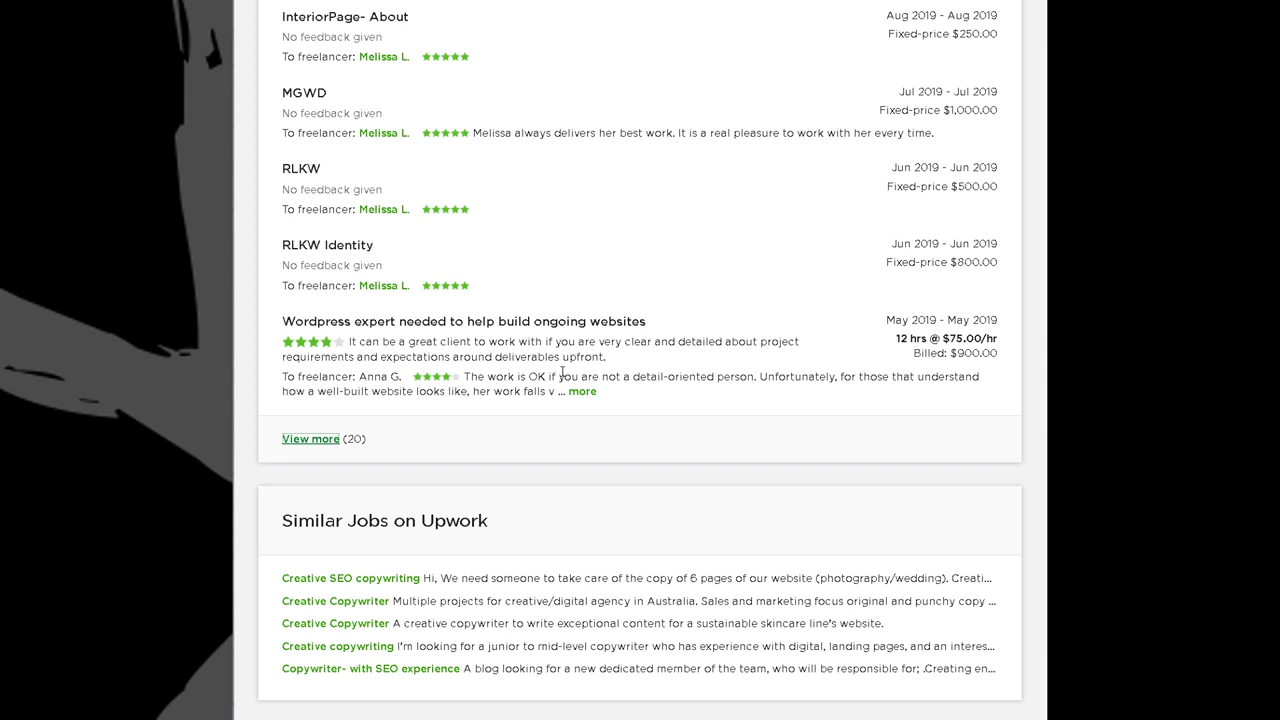 InteriorPage- About
Aug 2019 - Aug 2019
No feedback given
Fixed-price $250.00
To freelancer: Melissa L.
MGWD
Jul 2019 - Jul 2019
No feedback given
Fixed-price $1,000.00
To freelancer: Melissa L. Melissa always delivers her best work. It is a real pleasure to work with her every time.
RLKW
Jun 2019 - Jun 2019
No feedback given
Fixed-price $500.00
To freelancer: Melissa L.
RLKW Identity
Jun 2019 - Jun 2019
No feedback given
Fixed-price $800.00
To freelancer: Melissa L.
Wordpress expert needed to help build ongoing websites
May 2019 - May 2019
It can be a great client to work with if you are very clear and detailed about project
12 hrs @ $75.00/hr
requirements and expectations around deliverables upfront.
Billed: $900.00
To freelancer: Anna G. The work is OK if you are not a detail-oriented person. Unfortunately, for those that understand
how a well-built website looks like, her work falls v ... more
View more (20)
Similar Jobs on Upwork
Creative SEO copywriting Hi, We need someone to take care of the copy of 6 pages of our website (photography/wedding). Creati...
Creative Copywriter Multiple projects for creative/digital agency in Australia. Sales and marketing focus original and punchy copy ...
Creative Copywriter A creative copywriter to write exceptional content for a sustainable skincare line's website.
Creative copywriting I'm looking for a junior to mid-level copywriter who has experience with digital, landing pages, and an interes...
Copywriter- with SEO experience A blog looking for a new dedicated member of the team, who will be responsible for; .Creating en...